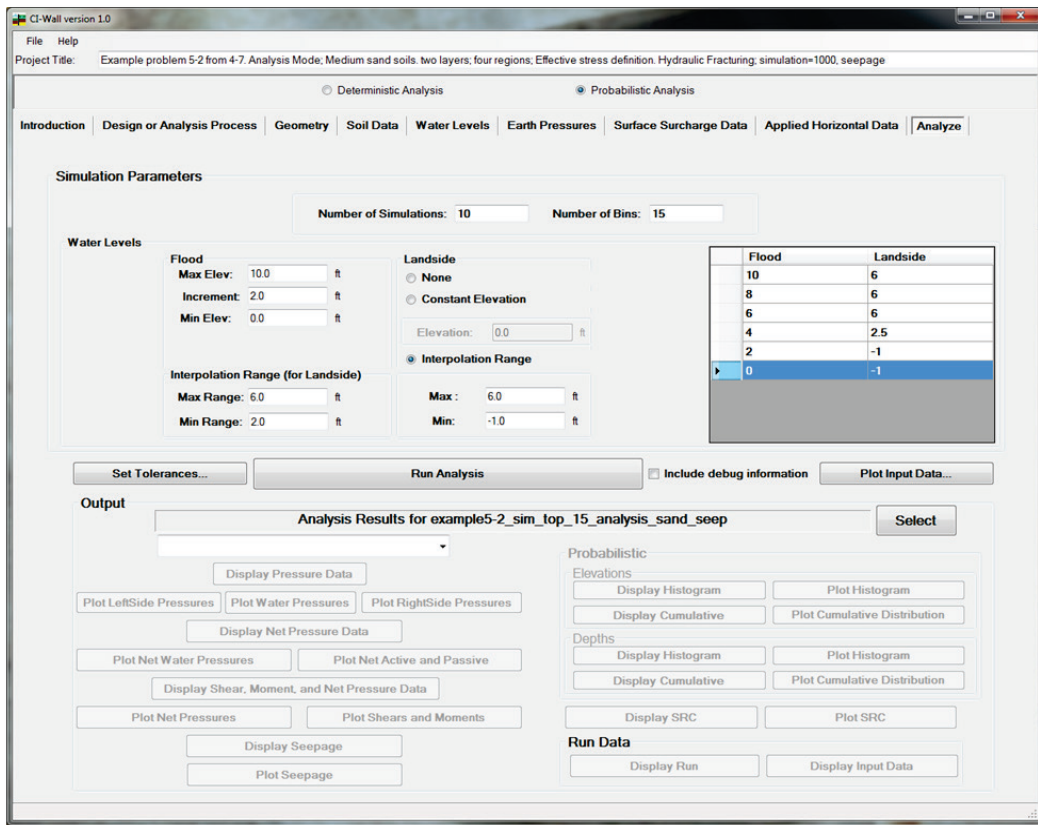 CI-Wall version 1.0
File Help
Project Title: Example problem 5-2 from 4-7. Analysis Mode; Medium sand soils. two layers; four regions; Effective stress definition. Hydraulic Fracturing; simulation=1000, seepage
Deterministic Analysis Probabilistic Analysis
Introduction Design or Analysis Process Geometry Soil Data Water Levels Earth Pressures Surface Surcharge Data Applied Horizontal Data Analyze
Simulation Parameters
Number of Simulations: 10 Number of Bins: 15
Water Levels
Flood
Max Elev: 10.0 ft
Increment: 2.0 ft
Min Elev: 0.0 ft
Interpolation Range (for Landside)
Max Range: 6.0 ft
Min Range: 2.0 ft
Landside
None
Constant Elevation
Elevation: 0.0 ft
Interpolation Range
Max : 6.0 ft
Min: -1.0 ft
Flood Landside
10 6
8 6
6 6
4 2.5
2 -1
0 -1
Set Tolerances... Run Analysis Include debug information Plot Input Data...
Output
Analysis Results for example5-2_sim_top_15_analysis_sand_seep Select
Display Pressure Data
Plot LeftSide Pressures Plot Water Pressures Plot RightSide Pressures
Display Net Pressure Data
Plot Net Water Pressures Plot Net Active and Passive
Display Shear, Moment, and Net Pressure Data
Plot Net Pressures Plot Shears and Moments
Display Seepage
Plot Seepage
Probabilistic
Elevations
Display Histogram Plot Histogram
Display Cumulative Plot Cumulative Distribution
Depths
Display Histogram Plot Histogram
Display Cumulative Plot Cumulative Distribution
Display SRC Plot SRC
Run Data
Display Run Display Input Data